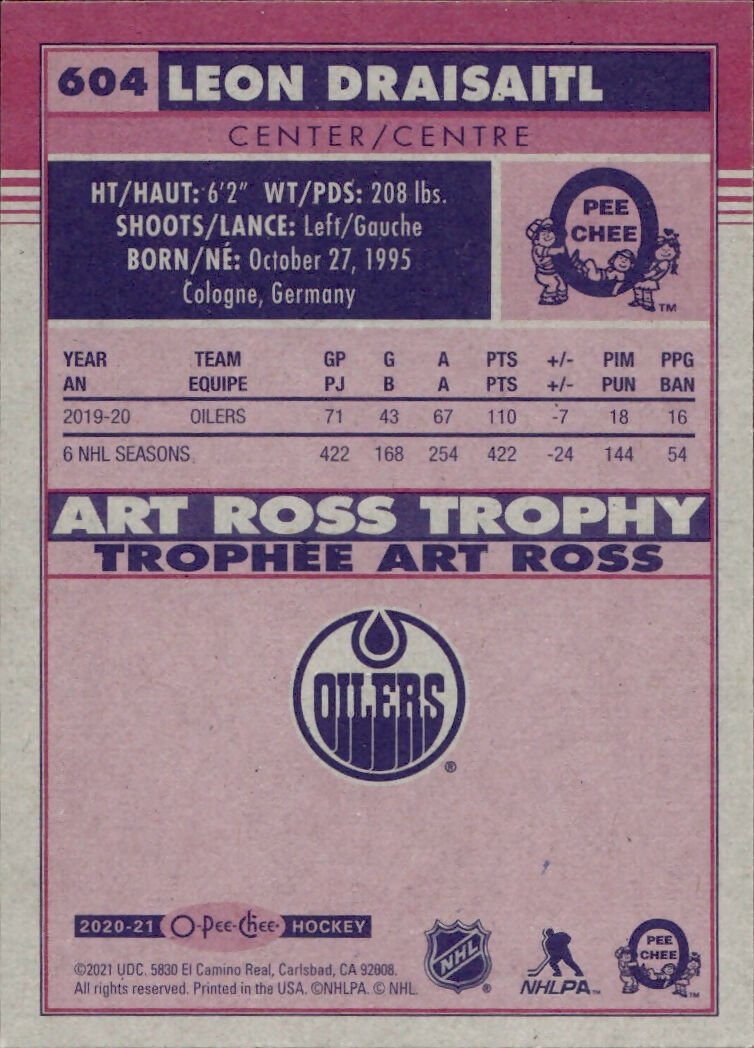 604 LEON DRAISAITL
CENTER/CENTRE
HT/HAUT: 6'2" WT/PDS: 208 lbs.
SHOOTS/LANCE: Left/Gauche
BORN/NÉ: October 27, 1995
Cologne, Germany
PEE
CHEE
TM
YEAR TEAM GP G A PTS +/- PIM PPG
AN EQUIPE PJ B A PTS +/- PUN BAN
2019-20 OILERS 71 43 67 110 -7 18 16
6 NHL SEASONS 422 168 254 422 -24 144 54
ART ROSS TROPHY
TROPHÉE ART ROSS
OILERS
®
2020-21 O-Pee-Chee HOCKEY
©2021 UDC. 5830 El Camino Real, Carlsbad, CA 92008.
All rights reserved. Printed in the USA. ©NHLPA. © NHL.
NHL ®
NHLPA™
PEE
CHEE
TM